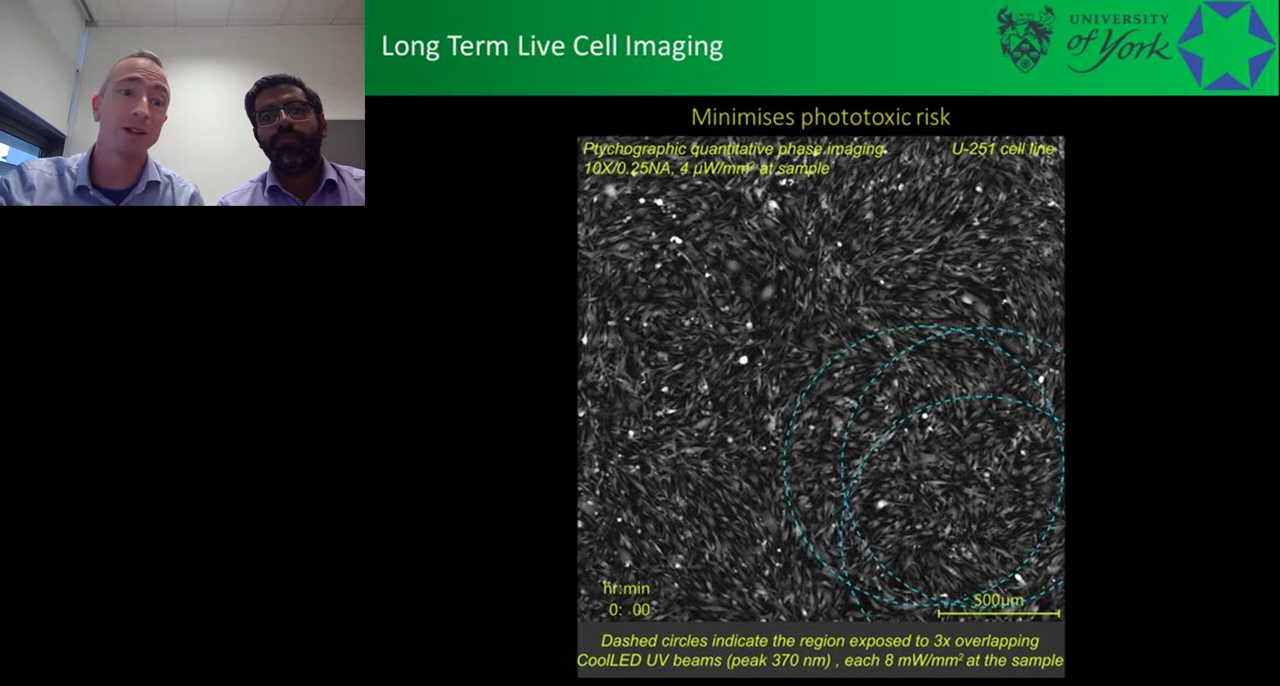 Long Term Live Cell Imaging
UNIVERSITY
of York
Minimises phototoxic risk
Ptychographic quantitative phase imaging
U-251 cell line
10X/0.25NA, 4 µW/mm² at sample
hr:min
0: 00
500µm
Dashed circles indicate the region exposed to 3x overlapping
CoolLED UV beams (peak 370 nm) , each 8 mW/mm² at the sample